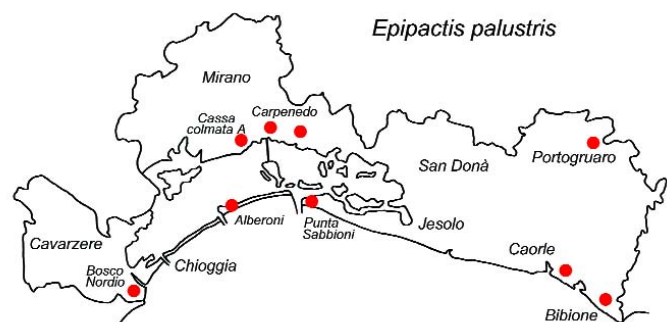 Epipactis palustris
Mirano
Cassa
colmata A
Carpenedo
San Donà
Portogruaro
Alberoni
Punta
Sabbioni
Jesolo
Cavarzere
Chioggia
Bosco
Nordio
Caorle
Bibione